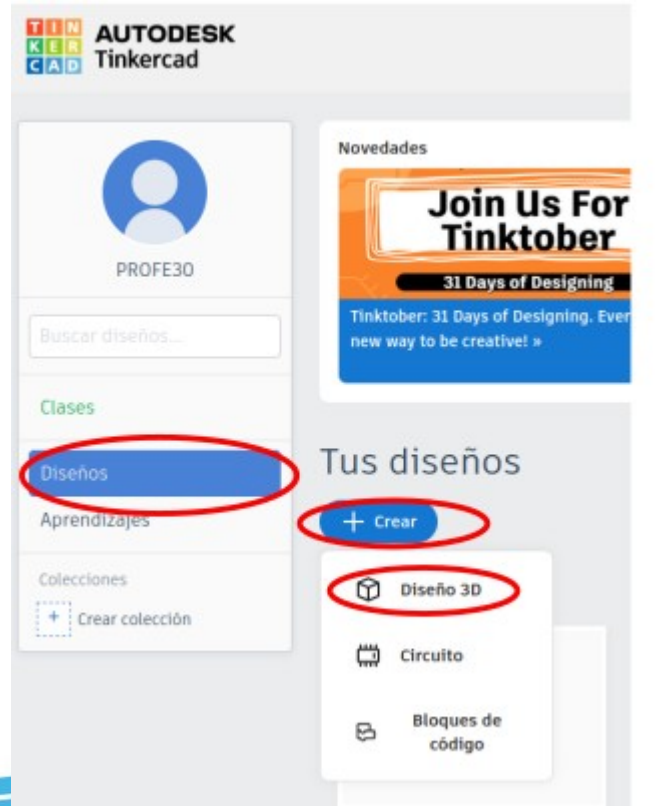 TIN
KER
CAD
AUTODESK
Tinkercad
PROFE30
Buscar diseños...
Clases
Diseños
Aprendizajes
Colecciones
+ Crear colección
Novedades
Join Us For
Tinktober
31 Days of Designing
Tinktober: 31 Days of Designing. Ever
new way to be creative! »
Tus diseños
+ Crear
Diseño 3D
Circuito
Bloques de
código